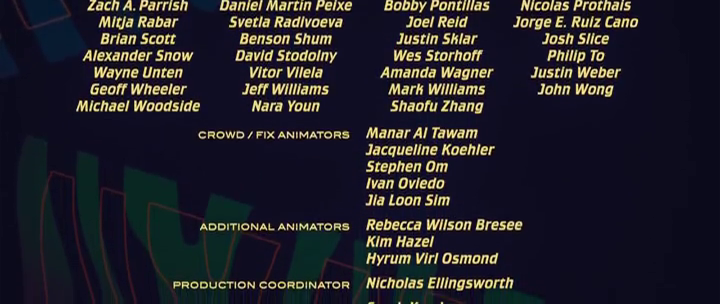 Zach A. Parrish Daniel Martin Peixe Bobby Pontillas Nicolas Prothais
Mitja Rabar Svetla Radivoeva Joel Reid Jorge E. Ruiz Cano
Brian Scott Benson Shum Justin Sklar Josh Slice
Alexander Snow David Stodolny Wes Storhoff Philip To
Wayne Unten Vitor Vilela Amanda Wagner Justin Weber
Geoff Wheeler Jeff Williams Mark Williams John Wong
Michael Woodside Nara Youn Shaofu Zhang
CROWD / FIX ANIMATORS Manar Al Tawam
Jacqueline Koehler
Stephen Om
Ivan Oviedo
Jia Loon Sim
ADDITIONAL ANIMATORS Rebecca Wilson Bresee
Kim Hazel
Hyrum Virl Osmond
PRODUCTION COORDINATOR Nicholas Ellingsworth